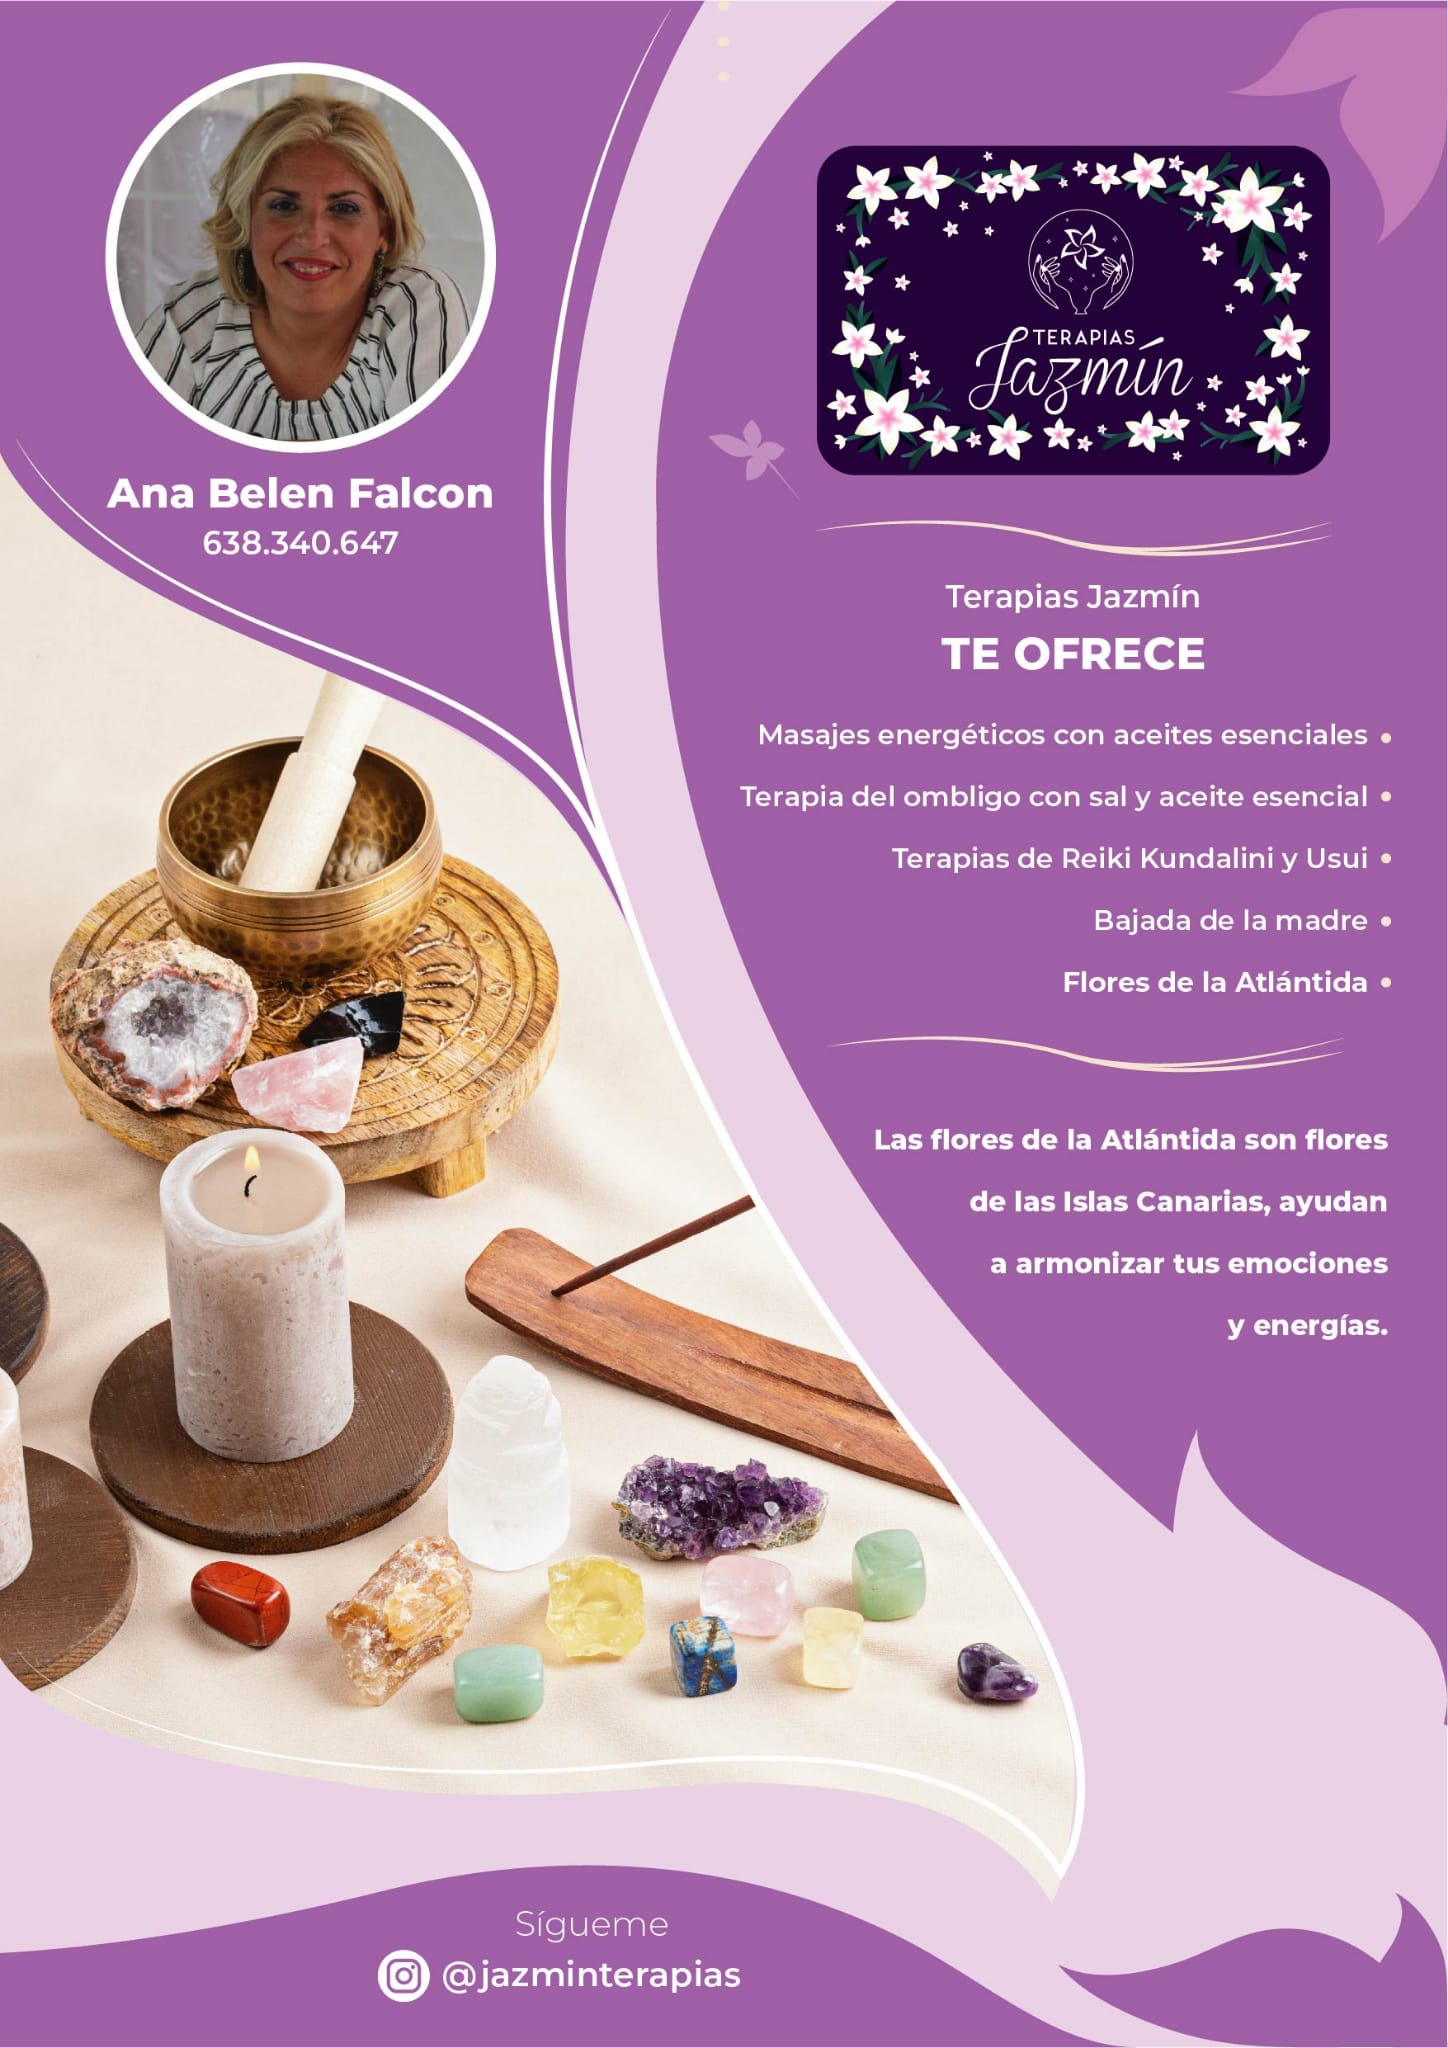 Ana Belen Falcon
638.340.647
TERAPIAS
Jazmín
Terapias Jazmín
TE OFRECE
Masajes energéticos con aceites esenciales •
Terapia del ombligo con sal y aceite esencial •
Terapias de Reiki Kundalini y Usui •
Bajada de la madre •
Flores de la Atlántida •
Las flores de la Atlántida son flores
de las Islas Canarias, ayudan
a armonizar tus emociones
y energías.
Sígueme
@jazminterapias